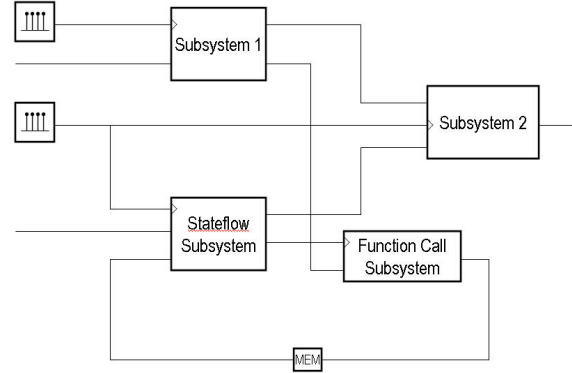 Subsystem 1
Subsystem 2
Stateflow
Subsystem
Function Call
Subsystem
MEM